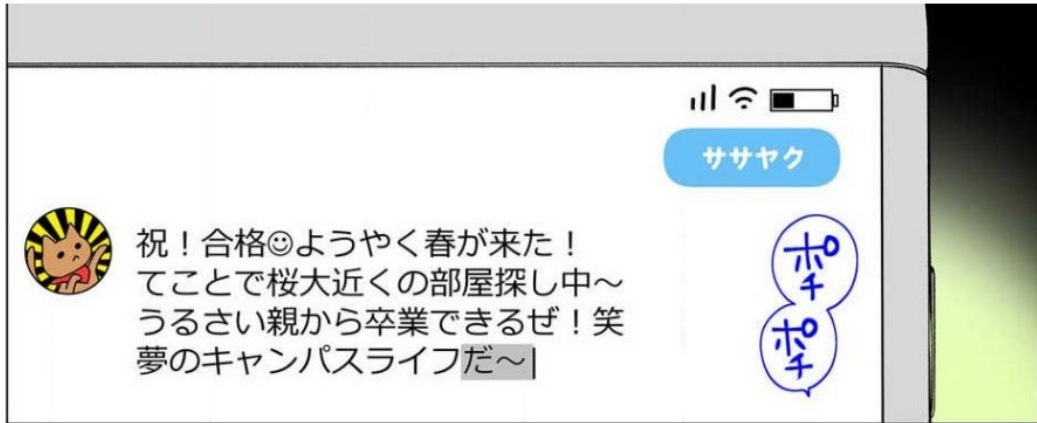 ササヤク
祝！合格☺ようやく春が来た！
てことで桜大近くの部屋探し中～
うるさい親から卒業できるぜ！笑
夢のキャンパスライフだ～
ポチ
ポチ